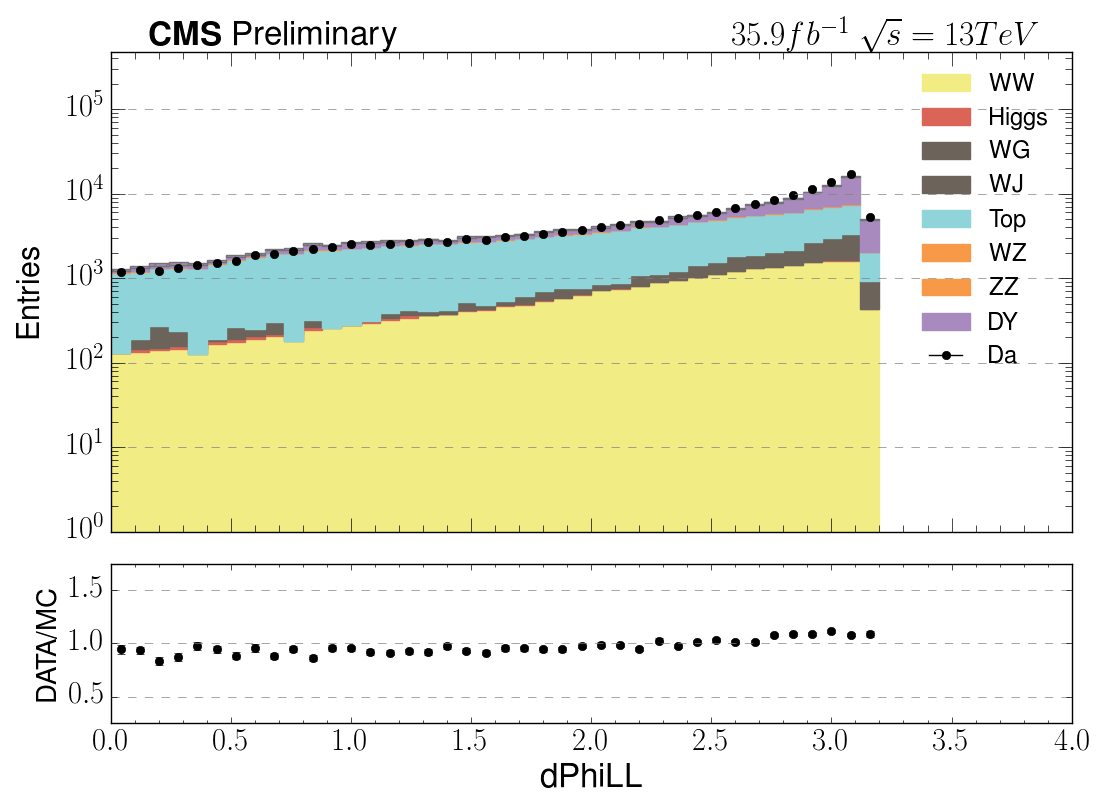 CMS Preliminary
35.9fb⁻¹ √s = 13TeV
Entries
10⁵
10⁴
10³
10²
10¹
10⁰
WW
Higgs
WG
WJ
Top
WZ
ZZ
DY
Da
DATA/MC
1.5
1.0
0.5
0.0 0.5 1.0 1.5 2.0 2.5 3.0 3.5 4.0
dPhiLL